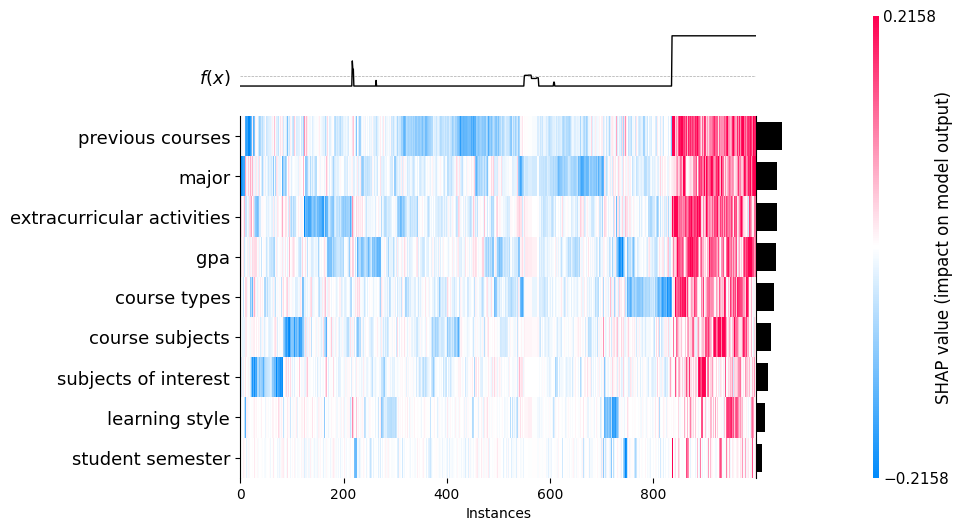 0.2158
f(x)
previous courses
major
extracurricular activities
gpa
course types
course subjects
subjects of interest
learning style
student semester
0 200 400 600 800
Instances
SHAP value (impact on model output)
−0.2158